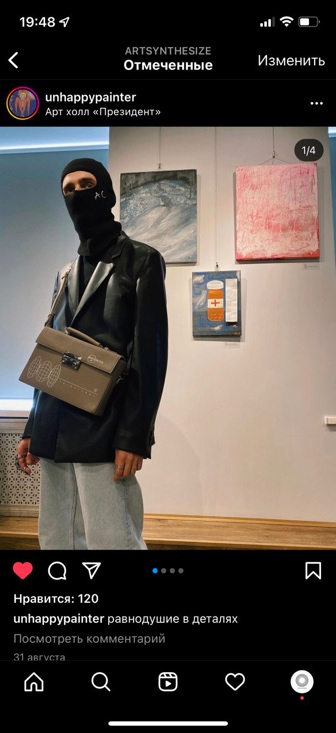 19:48
ARTSYNTHESIZE
Отмеченные
Изменить
unhappypainter
Арт холл «Президент»
1/4
AC
Нравится: 120
unhappypainter равнодушие в деталях
Посмотреть комментарий
31 августа